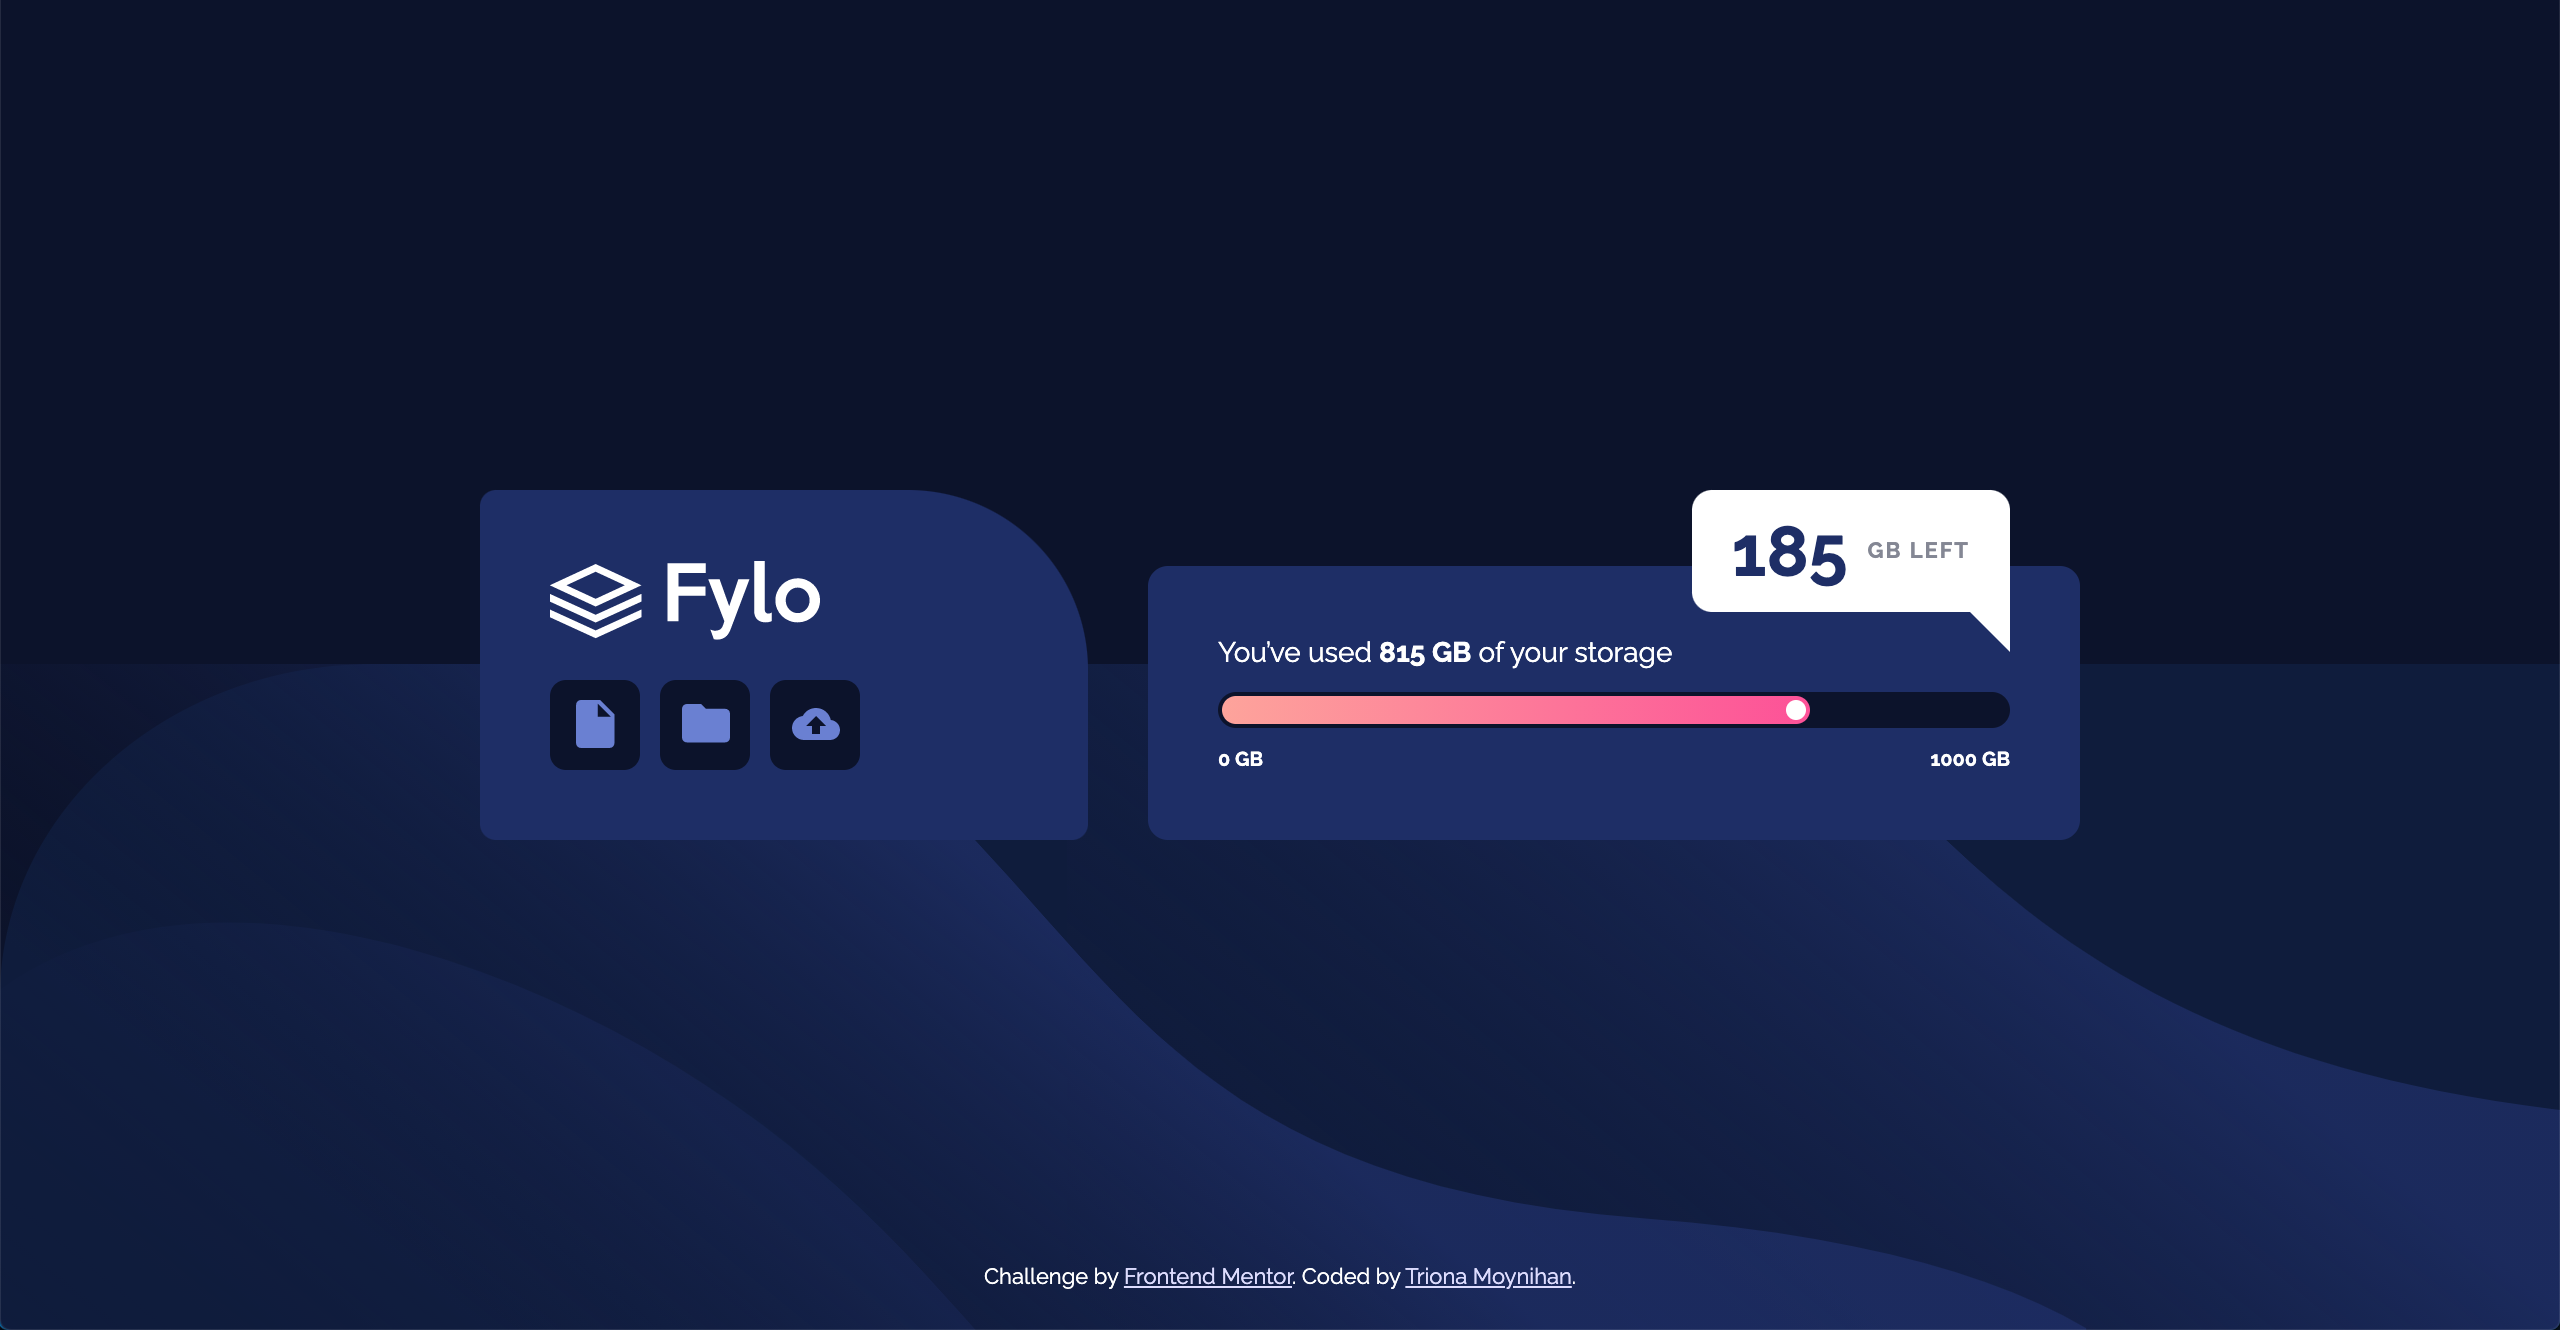 Fylo
185 GB LEFT
You've used 815 GB of your storage
0 GB
1000 GB
Challenge by Frontend Mentor. Coded by Triona Moynihan.